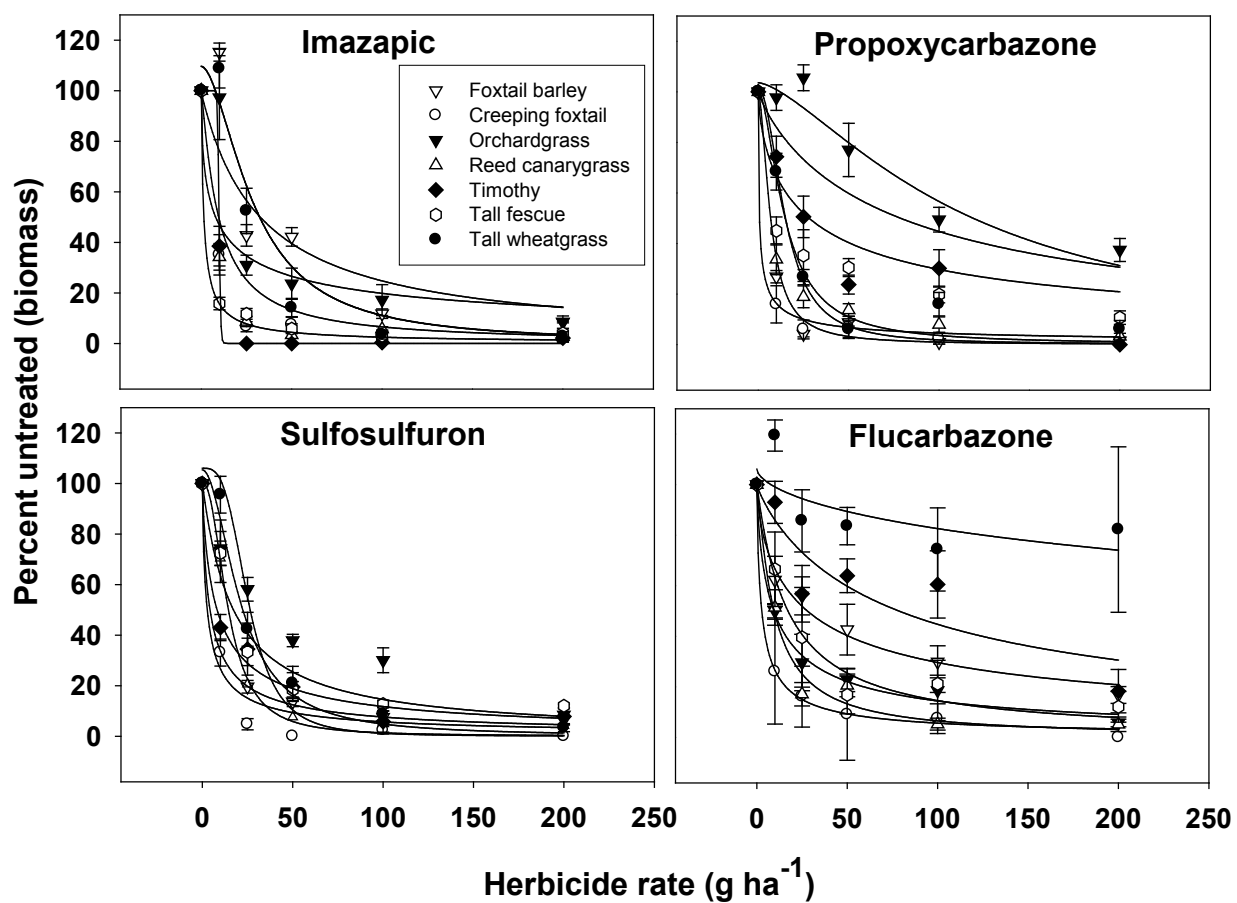 Percent untreated (biomass)
Imazapic
120
100
80
60
40
20
0
Foxtail barley
Creeping foxtail
Orchardgrass
Reed canarygrass
Timothy
Tall fescue
Tall wheatgrass
Propoxycarbazone
Sulfosulfuron
120
100
80
60
40
20
0
0 50 100 150 200 250
Flucarbazone
0 50 100 150 200 250
Herbicide rate (g ha⁻¹)